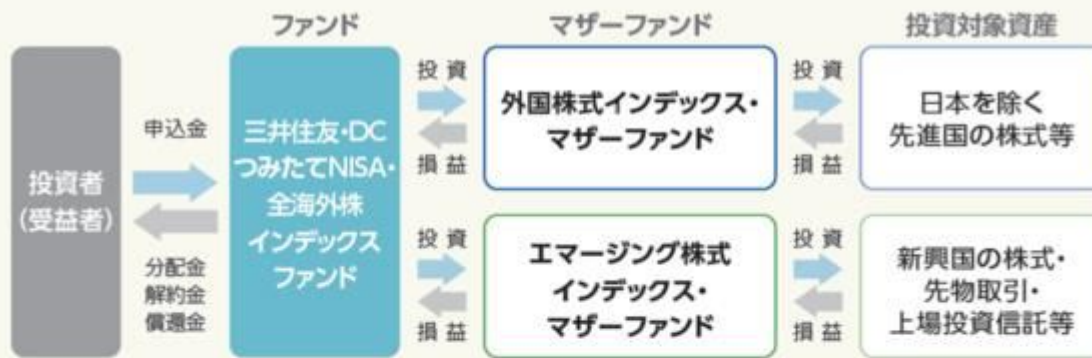 ファンド
マザーファンド
投資対象資産
投資者
(受益者)
申込金
分配金
解約金
償還金
三井住友・DC
つみたてNISA・
全海外株
インデックス
ファンド
投資
損益
外国株式インデックス・
マザーファンド
投資
損益
日本を除く
先進国の株式等
投資
損益
エマージング株式
インデックス・
マザーファンド
投資
損益
新興国の株式・
先物取引・
上場投資信託等